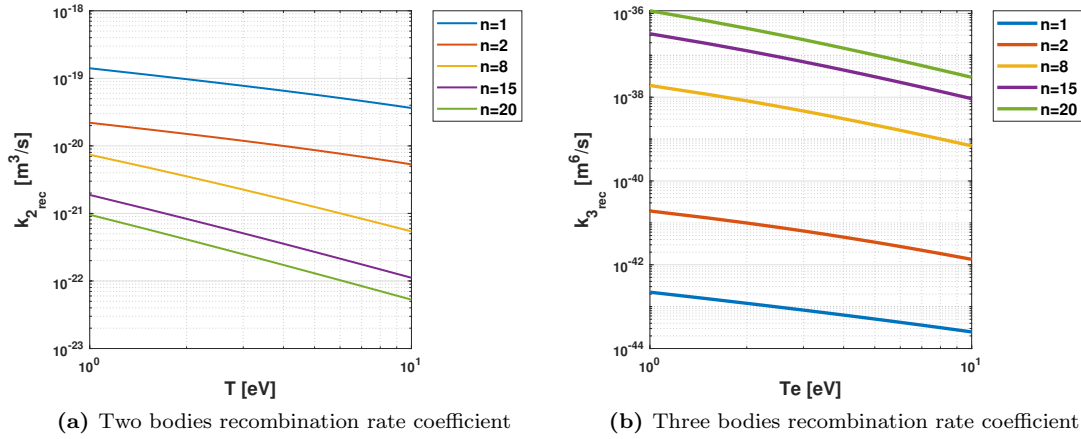 10^-18
10^-19
10^-20
10^-21
10^-22
10^-23
k_2_rec [m^3/s]
10^0
10^1
T [eV]
n=1
n=2
n=8
n=15
n=20
(a) Two bodies recombination rate coefficient
10^-36
10^-38
10^-40
10^-42
10^-44
k_3_rec [m^6/s]
10^0
10^1
Te [eV]
n=1
n=2
n=8
n=15
n=20
(b) Three bodies recombination rate coefficient